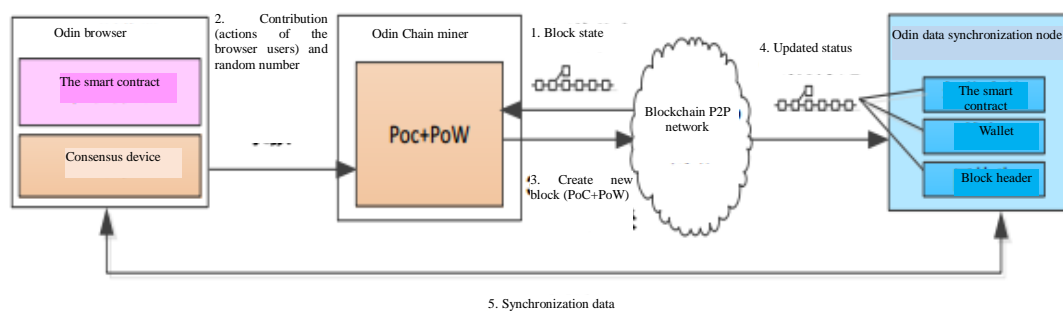 Odin browser
The smart contract
Consensus device
2. Contribution
(actions of the
browser users) and
random number
Odin Chain miner
Poc+PoW
1. Block state
3. Create new
block (PoC+PoW)
Blockchain P2P
network
4. Updated status
Odin data synchronization node
The smart
contract
Wallet
Block header
5. Synchronization data